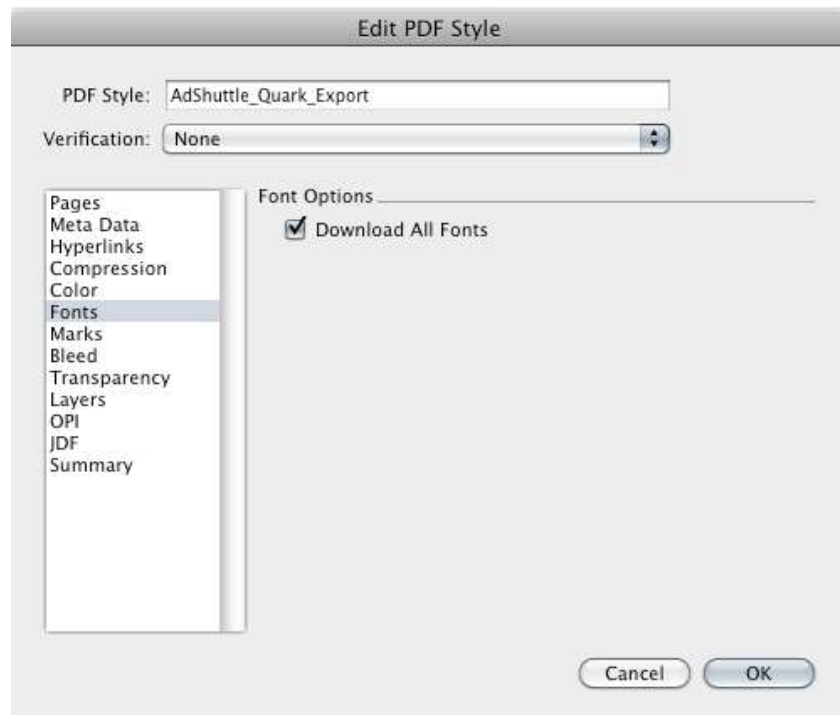 Edit PDF Style
PDF Style: AdShuttle_Quark_Export
Verification: None
Pages
Meta Data
Hyperlinks
Compression
Color
Fonts
Marks
Bleed
Transparency
Layers
OPI
JDF
Summary
Font Options
Download All Fonts
Cancel
OK